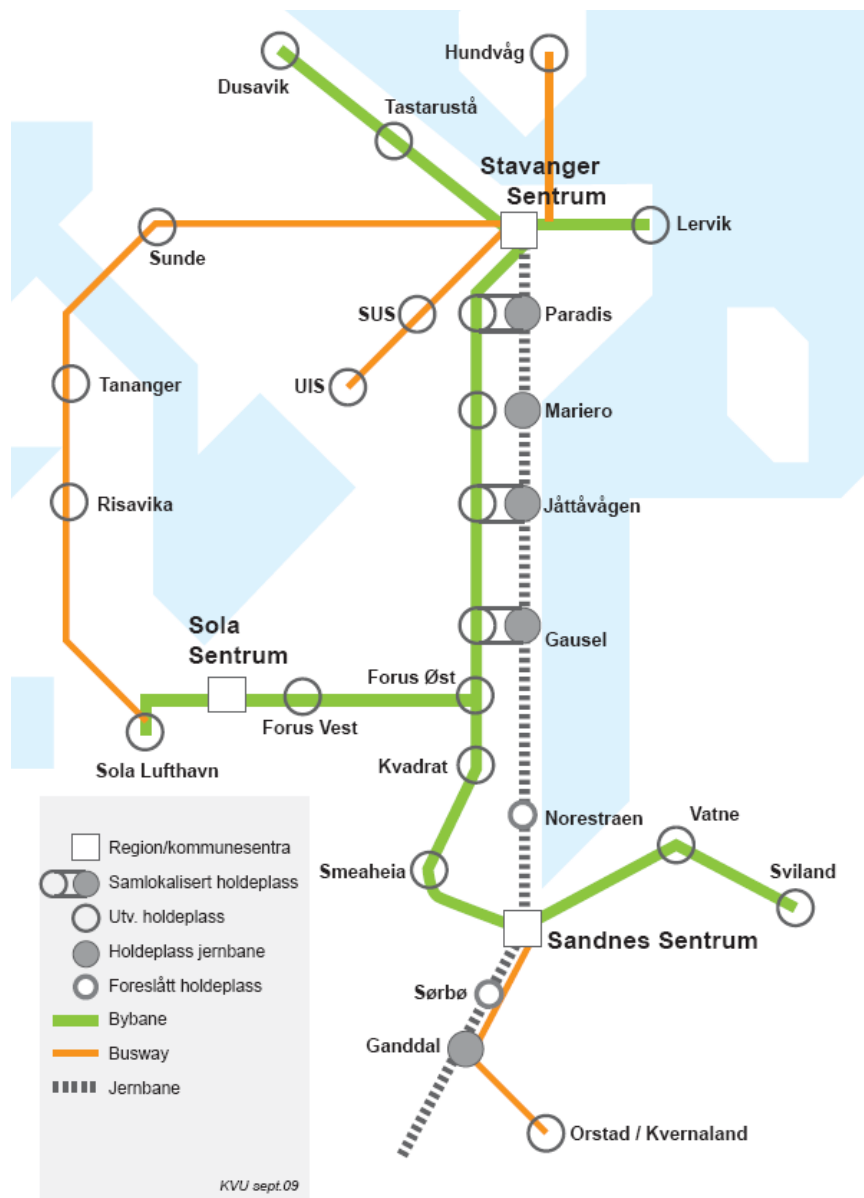 Hundvåg
Dusavik
Tastarustå
Stavanger
Sentrum
Lervik
Sunde
SUS
Paradis
UIS
Tananger
Mariero
Risavika
Jåttåvågen
Sola
Sentrum
Gausel
Forus Øst
Forus Vest
Sola Lufthavn
Kvadrat
Norestraen
Vatne
Smeaheia
Sviland
Sandnes Sentrum
Sørbø
Ganddal
Orstad / Kvernaland
Region/kommunesentra
Samlokalisert holdeplass
Utv. holdeplass
Holdeplass jernbane
Foreslått holdeplass
Bybane
Busway
Jernbane
KVU sept.09